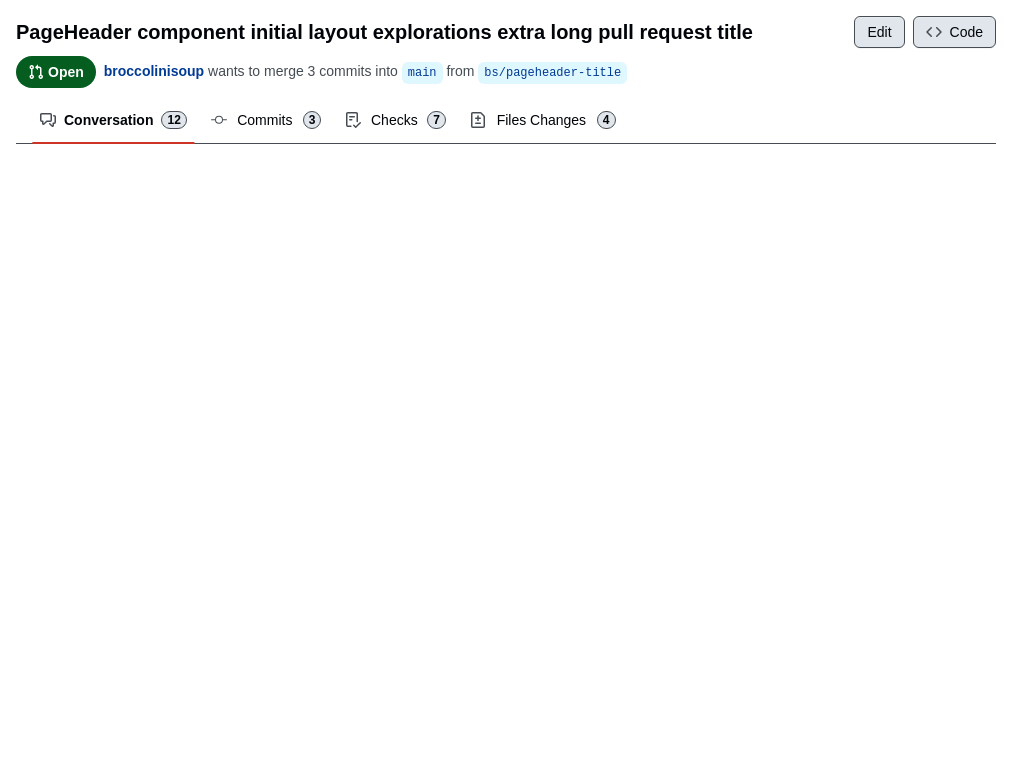 PageHeader component initial layout explorations extra long pull request title
Edit
Code
Open
broccolinisoup wants to merge 3 commits into main from bs/pageheader-title
Conversation 12
Commits 3
Checks 7
Files Changes 4